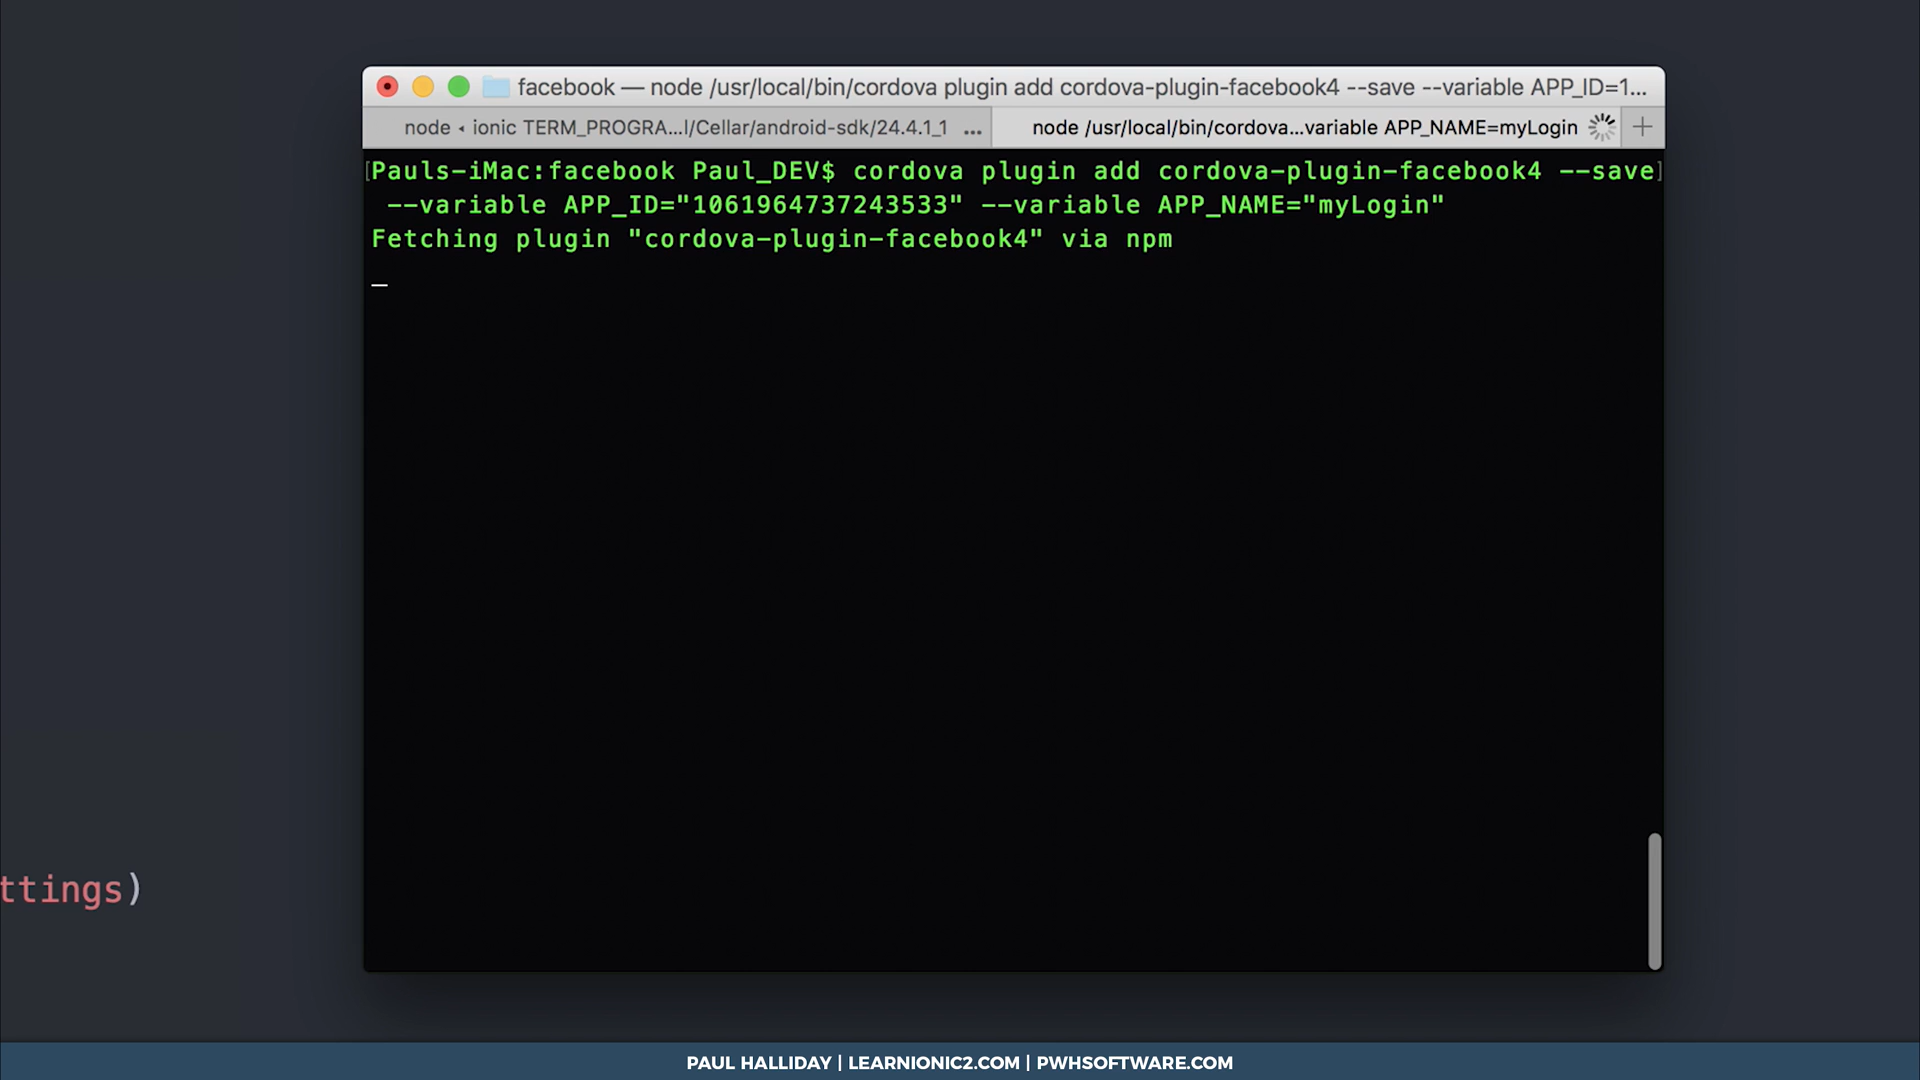 facebook — node /usr/local/bin/cordova plugin add cordova-plugin-facebook4 --save --variable APP_ID=1...
node ◂ ionic TERM_PROGRA...l/Cellar/android-sdk/24.4.1_1 ...
node /usr/local/bin/cordova...variable APP_NAME=myLogin
Pauls-iMac:facebook Paul_DEV$ cordova plugin add cordova-plugin-facebook4 --save
--variable APP_ID="1061964737243533" --variable APP_NAME="myLogin"
Fetching plugin "cordova-plugin-facebook4" via npm
ttings)
PAUL HALLIDAY | LEARNIONIC2.COM | PWHSOFTWARE.COM